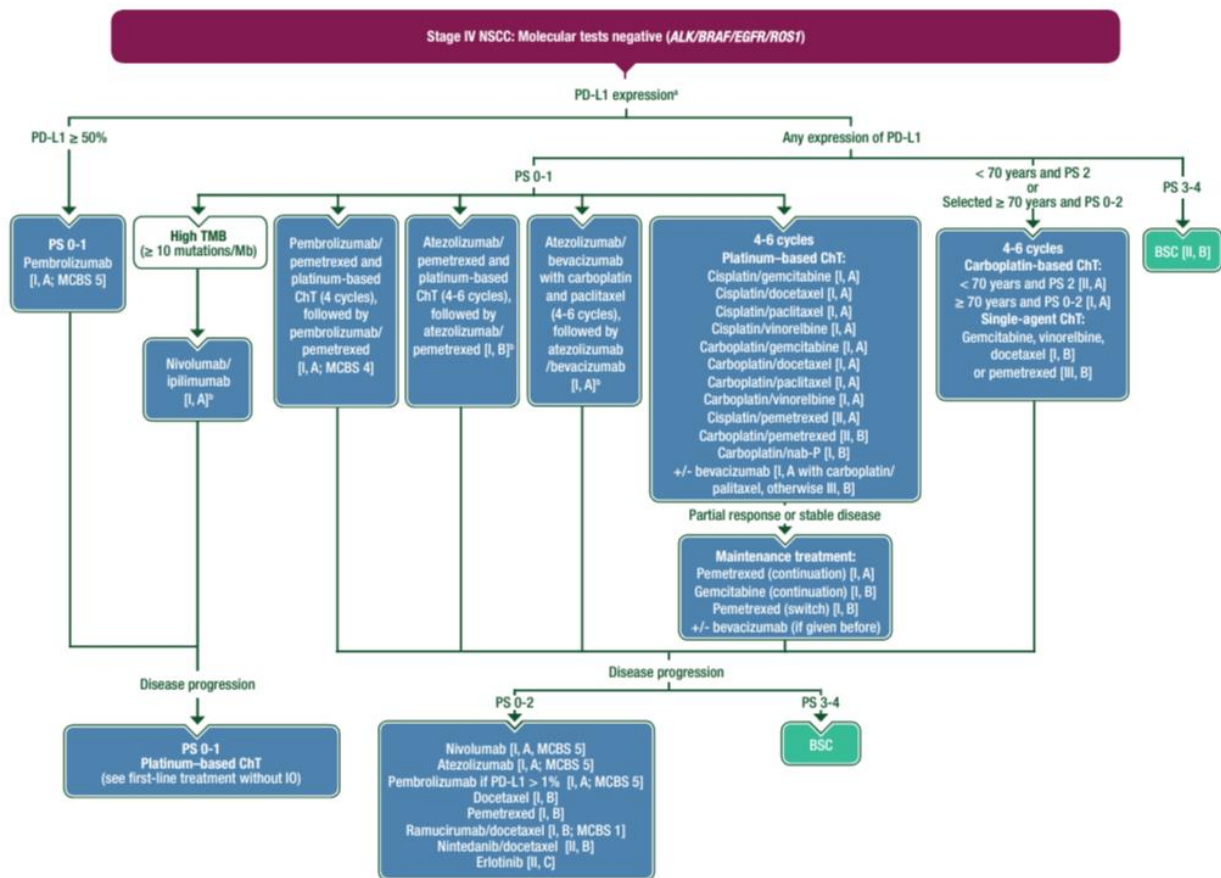 Stage IV NSCC: Molecular tests negative (ALK/BRAF/EGFR/ROS1)
PD-L1 expressionᵃ
PD-L1 ≥ 50%
Any expression of PD-L1
PS 0-1
< 70 years and PS 2
or
Selected ≥ 70 years and PS 0-2
PS 3-4
PS 0-1
Pembrolizumab
[I, A; MCBS 5]
High TMB
(≥ 10 mutations/Mb)
Nivolumab/
ipilimumab
[I, A]ᵇ
Pembrolizumab/
pemetrexed and
platinum-based
ChT (4 cycles),
followed by
pembrolizumab/
pemetrexed
[I, A; MCBS 4]
Atezolizumab/
pemetrexed and
platinum-based
ChT (4-6 cycles),
followed by
atezolizumab/
pemetrexed [I, B]ᵇ
Atezolizumab/
bevacizumab
with carboplatin
and paclitaxel
(4-6 cycles),
followed by
atezolizumab
/bevacizumab
[I, A]ᵇ
4-6 cycles
Platinum–based ChT:
Cisplatin/gemcitabine [I, A]
Cisplatin/docetaxel [I, A]
Cisplatin/paclitaxel [I, A]
Cisplatin/vinorelbine [I, A]
Carboplatin/gemcitabine [I, A]
Carboplatin/docetaxel [I, A]
Carboplatin/paclitaxel [I, A]
Carboplatin/vinorelbine [I, A]
Cisplatin/pemetrexed [II, A]
Carboplatin/pemetrexed [II, B]
Carboplatin/nab-P [I, B]
+/- bevacizumab [I, A with carboplatin/
palitaxel, otherwise III, B]
4-6 cycles
Carboplatin-based ChT:
< 70 years and PS 2 [II, A]
≥ 70 years and PS 0-2 [I, A]
Single-agent ChT:
Gemcitabine, vinorelbine,
docetaxel [I, B]
or pemetrexed [III, B]
BSC [II, B]
Partial response or stable disease
Maintenance treatment:
Pemetrexed (continuation) [I, A]
Gemcitabine (continuation) [I, B]
Pemetrexed (switch) [I, B]
+/- bevacizumab (if given before)
Disease progression
Disease progression
PS 0-2
PS 3-4
PS 0-1
Platinum–based ChT
(see first-line treatment without IO)
Nivolumab [I, A, MCBS 5]
Atezolizumab [I, A; MCBS 5]
Pembrolizumab if PD-L1 > 1% [I, A; MCBS 5]
Docetaxel [I, B]
Pemetrexed [I, B]
Ramucirumab/docetaxel [I, B; MCBS 1]
Nintedanib/docetaxel [II, B]
Erlotinib [II, C]
BSC